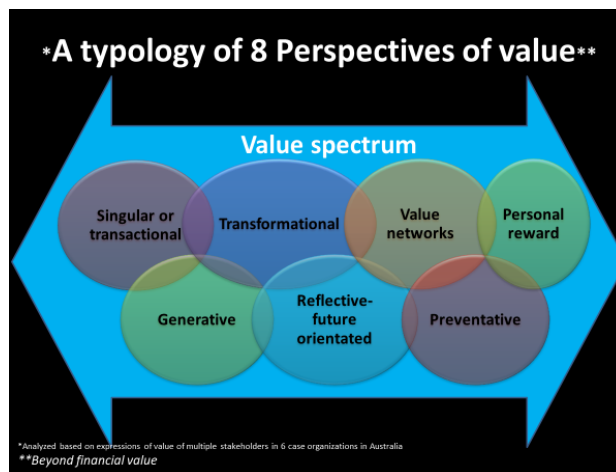 *A typology of 8 Perspectives of value**
Value spectrum
Singular or
transactional
Transformational
Value
networks
Personal
reward
Generative
Reflective-
future
orientated
Preventative
*Analyzed based on expressions of value of multiple stakeholders in 6 case organizations in Australia
**Beyond financial value